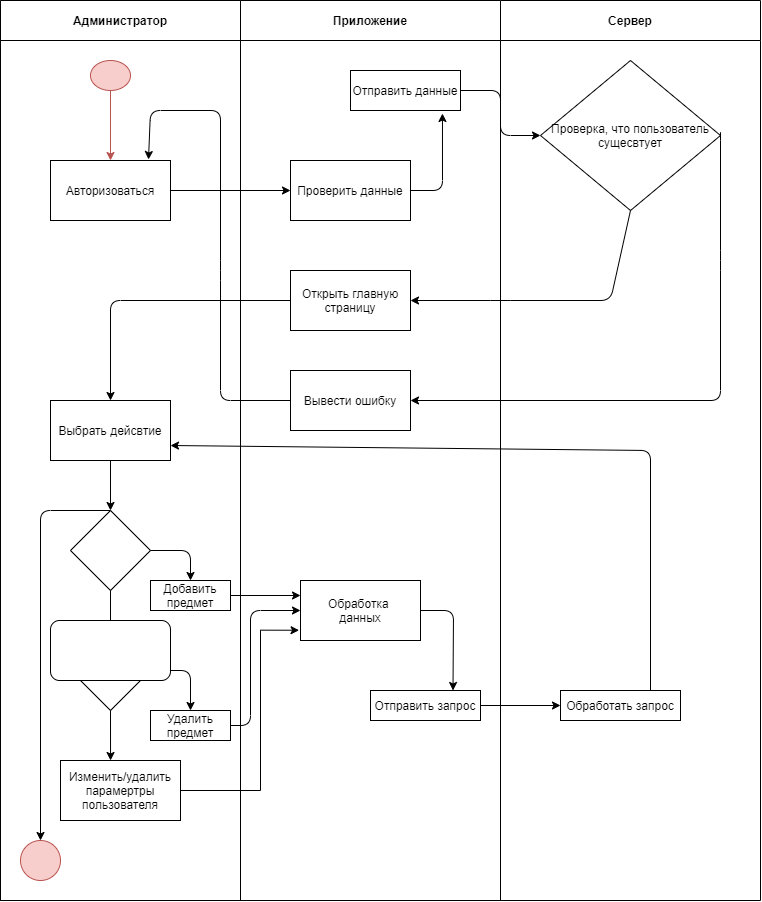 Администратор
Приложение
Сервер
Отправить данные
Проверка, что пользователь
сущесвтует
Авторизоваться
Проверить данные
Открыть главную
страницу
Вывести ошибку
Выбрать дейсвтие
Добавить
предмет
Обработка
данных
Отправить запрос
Обработать запрос
Удалить
предмет
Изменить/удалить
парамертры
пользователя